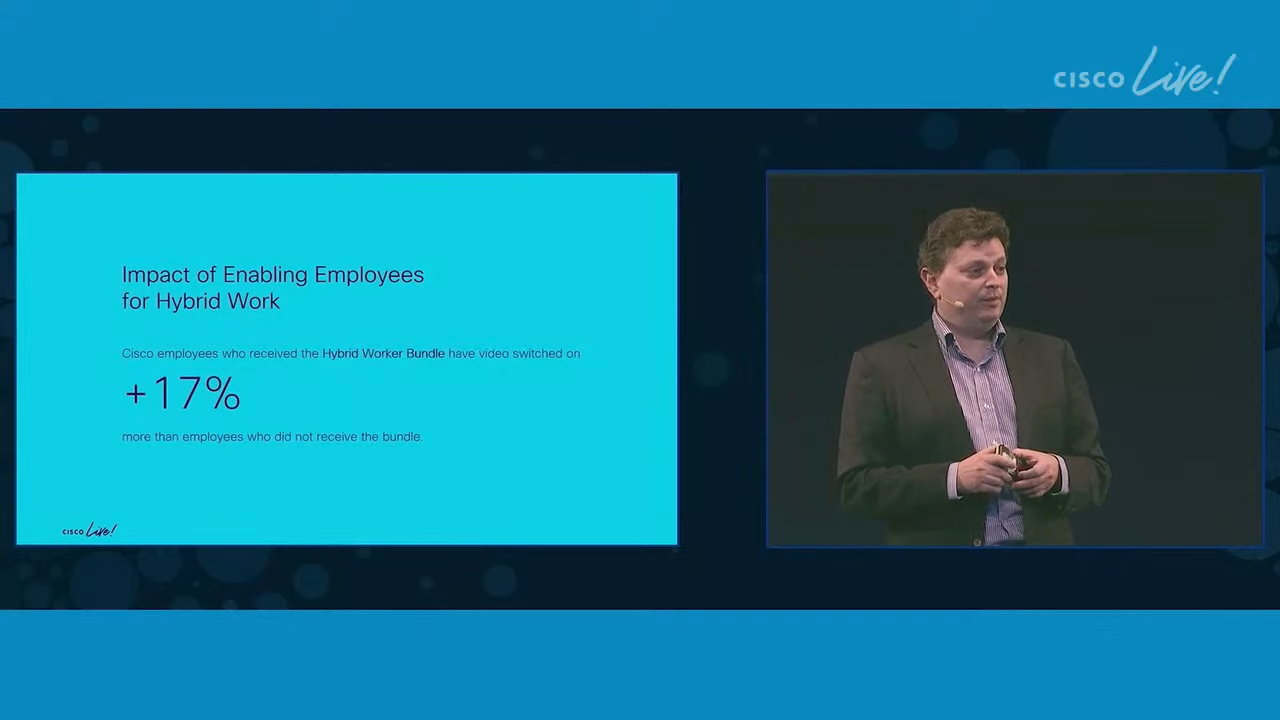 CISCO Live!
Impact of Enabling Employees
for Hybrid Work
Cisco employees who received the Hybrid Worker Bundle have video switched on
+17%
more than employees who did not receive the bundle.
CISCO Live!